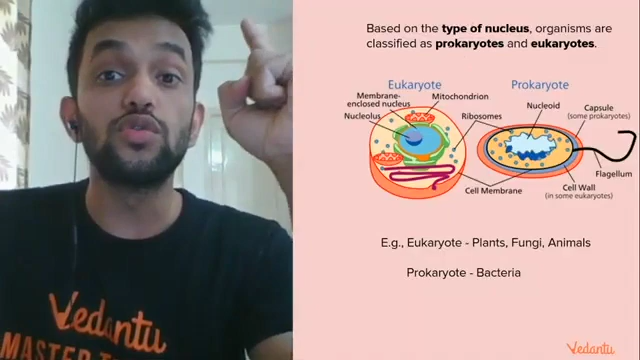 Based on the type of nucleus, organisms are
classified as prokaryotes and eukaryotes.
Eukaryote
Prokaryote
Membrane-
enclosed nucleus
Mitochondrion
Nucleolus
Ribosomes
Nucleoid
Capsule
(some prokaryotes)
Flagellum
Cell Membrane
Cell Wall
(in some eukaryotes)
E.g., Eukaryote - Plants, Fungi, Animals
Prokaryote - Bacteria
Vedantu
Vedantu
MASTER